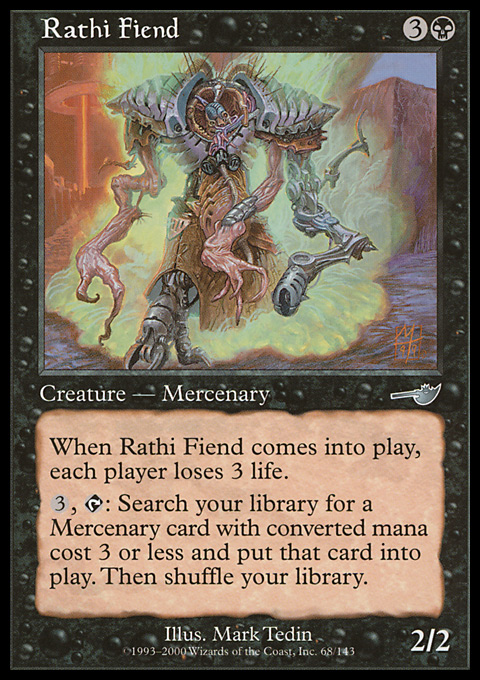 Rathi Fiend 3
Creature — Mercenary
When Rathi Fiend comes into play,
each player loses 3 life.
3, : Search your library for a
Mercenary card with converted mana
cost 3 or less and put that card into
play. Then shuffle your library.
Illus. Mark Tedin
©1993–2000 Wizards of the Coast, Inc. 68/143
2/2